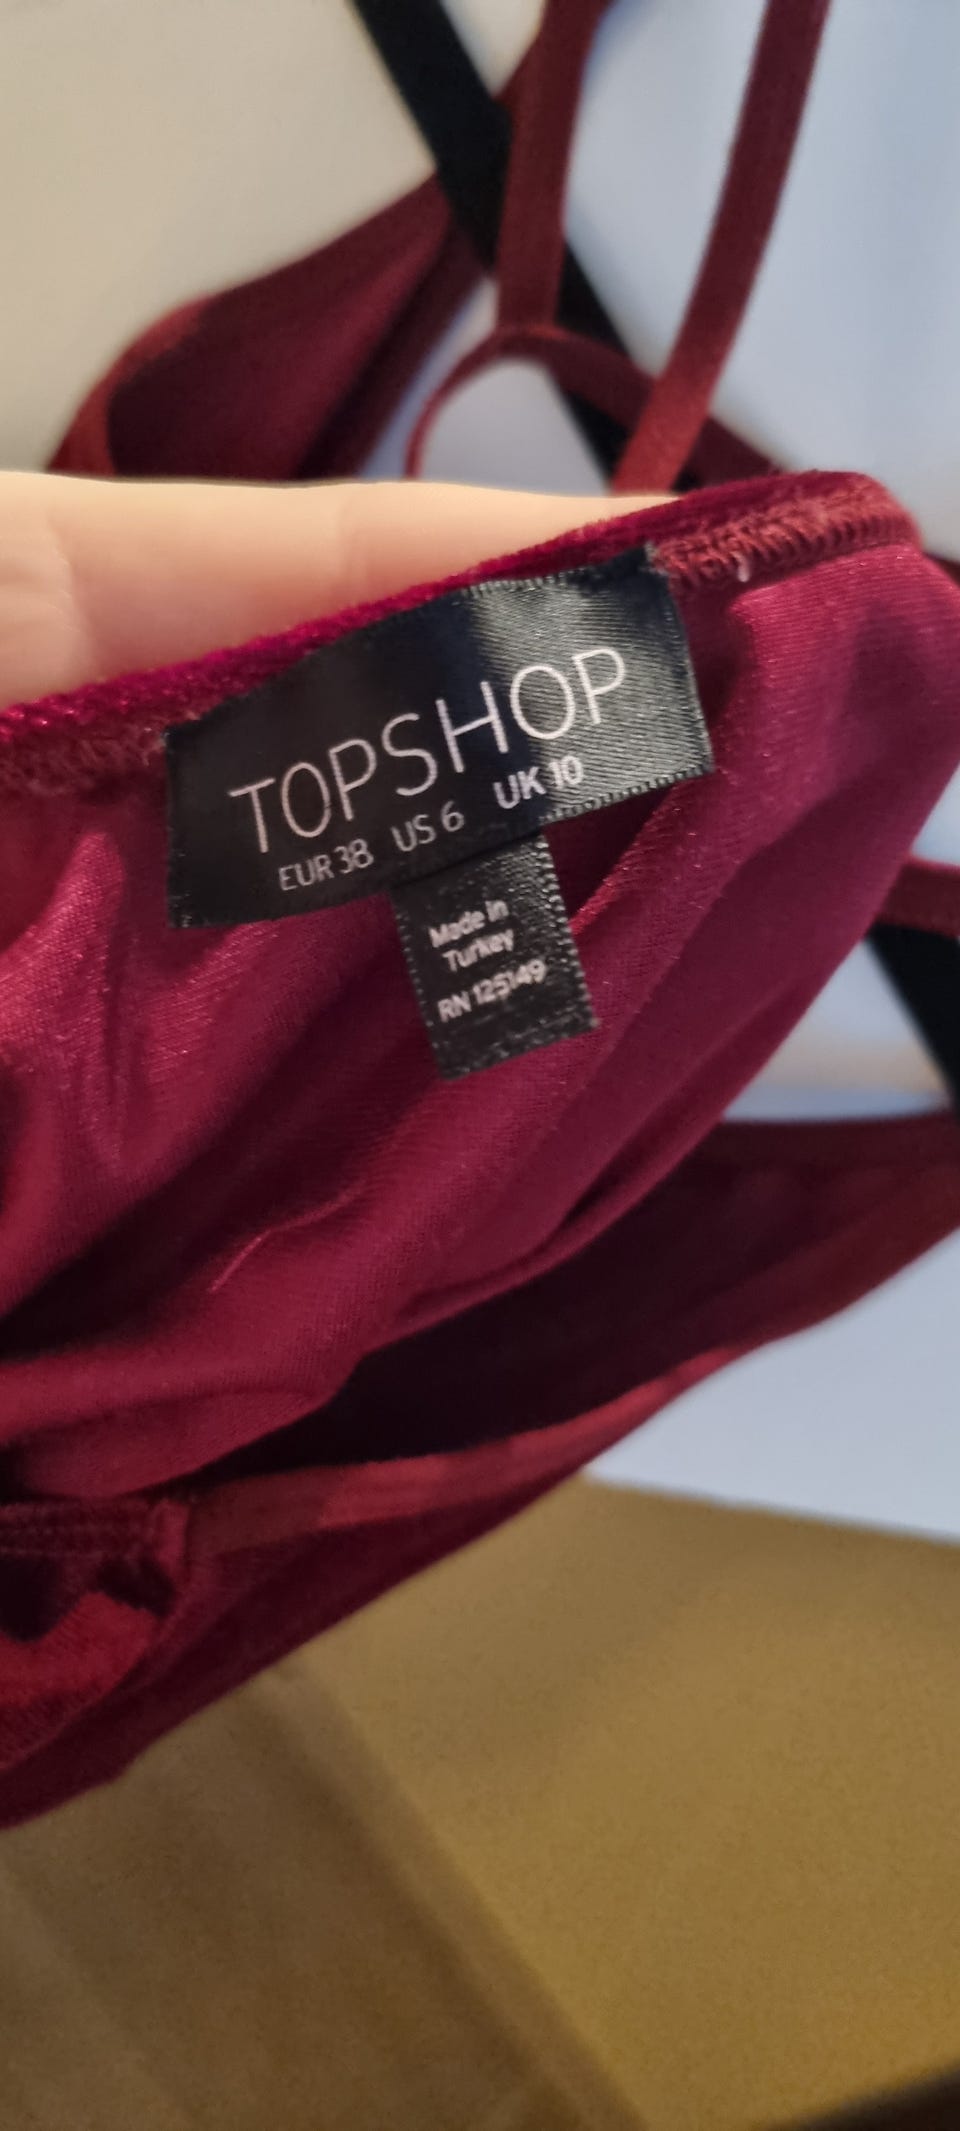 TOPSHOP
EUR 38 US 6 UK 10
Made in
Turkey
RN 125149